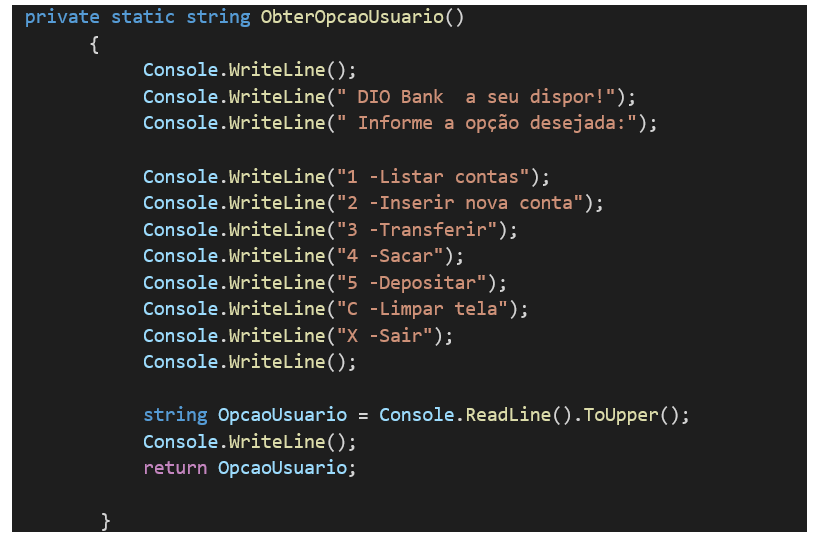 private static string ObterOpcaoUsuario()
{
Console.WriteLine();
Console.WriteLine(" DIO Bank  a seu dispor!");
Console.WriteLine(" Informe a opção desejada:");
Console.WriteLine("1 -Listar contas");
Console.WriteLine("2 -Inserir nova conta");
Console.WriteLine("3 -Transferir");
Console.WriteLine("4 -Sacar");
Console.WriteLine("5 -Depositar");
Console.WriteLine("C -Limpar tela");
Console.WriteLine("X -Sair");
Console.WriteLine();
string OpcaoUsuario = Console.ReadLine().ToUpper();
Console.WriteLine();
return OpcaoUsuario;
}